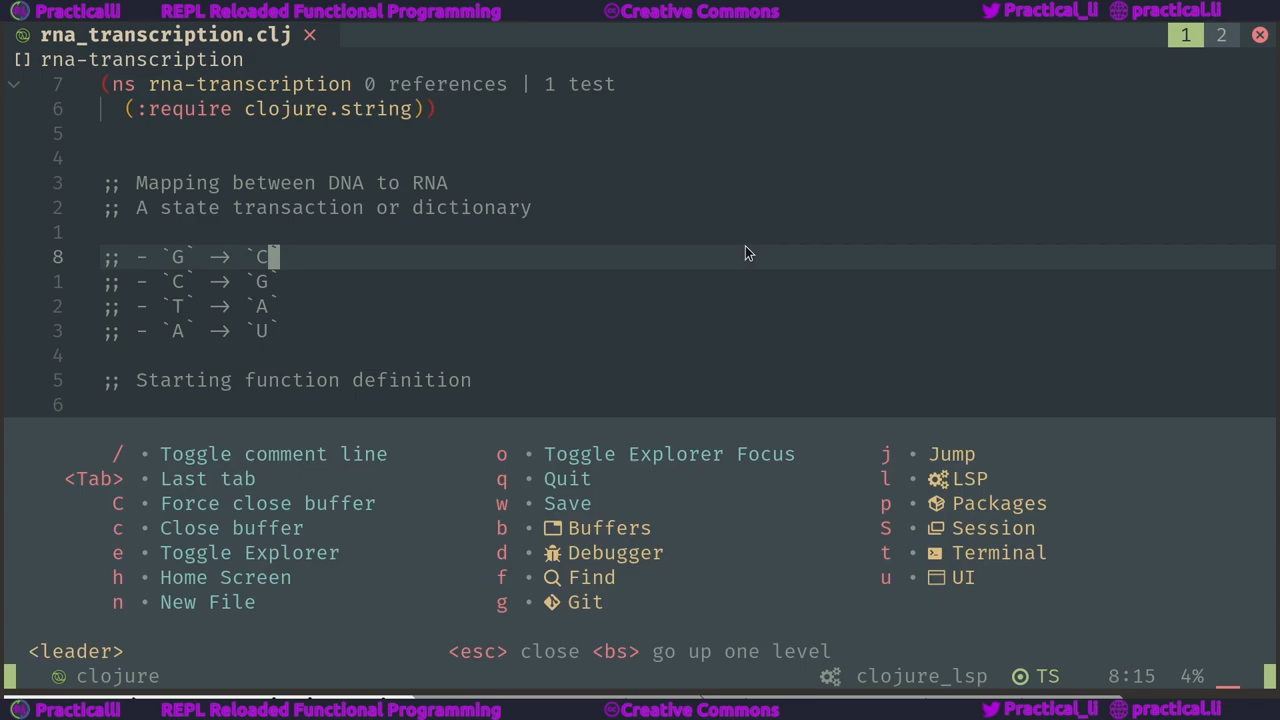 Practicalli REPL Reloaded Functional Programming Creative Commons Practical_li practical.li
rna_transcription.clj × 1 2
[] rna-transcription
7 (ns rna-transcription 0 references | 1 test
6 (:require clojure.string))
5
4
3 ;; Mapping between DNA to RNA
2 ;; A state transaction or dictionary
1
8 ;; - `G` -> `C`
1 ;; - `C` -> `G`
2 ;; - `T` -> `A`
3 ;; - `A` -> `U`
4
5 ;; Starting function definition
6
/ • Toggle comment line o • Toggle Explorer Focus j • Jump
<Tab> • Last tab q • Quit l • LSP
C • Force close buffer w • Save p • Packages
c • Close buffer b • Buffers S • Session
e • Toggle Explorer d • Debugger t • Terminal
h • Home Screen f • Find u • UI
n • New File g • Git
<leader> <esc> close <bs> go up one level
clojure clojure_lsp TS 8:15 4%
Practicalli REPL Reloaded Functional Programming Creative Commons Practical_li practical.li